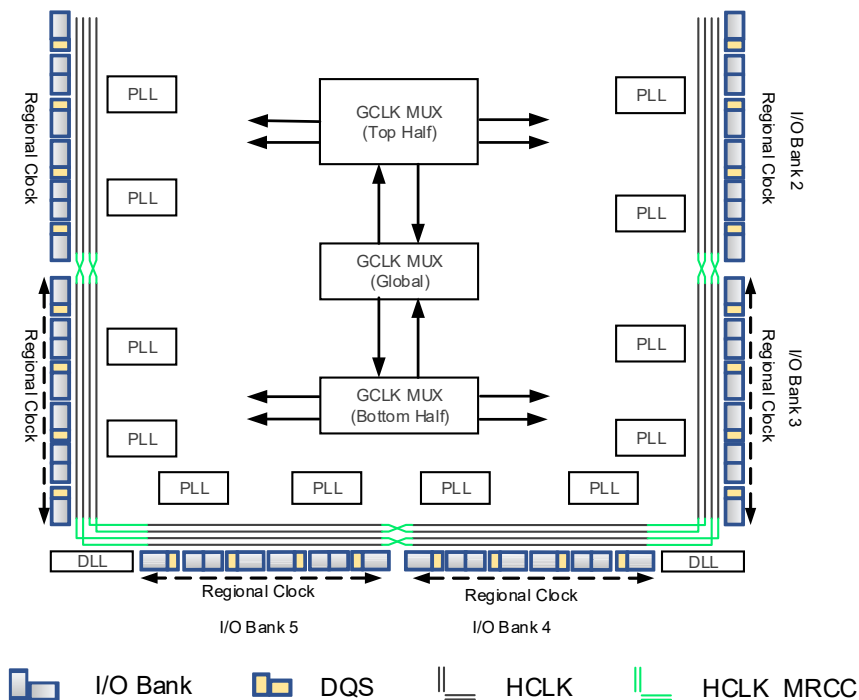 PLL
PLL
GCLK MUX
(Top Half)
Regional Clock
Regional Clock
I/O Bank 2
PLL
PLL
GCLK MUX
(Global)
PLL
PLL
Regional Clock
Regional Clock
I/O Bank 3
GCLK MUX
(Bottom Half)
PLL
PLL
PLL
PLL
PLL
PLL
DLL
DLL
Regional Clock
Regional Clock
I/O Bank 5
I/O Bank 4
I/O Bank
DQS
HCLK
HCLK_MRCC